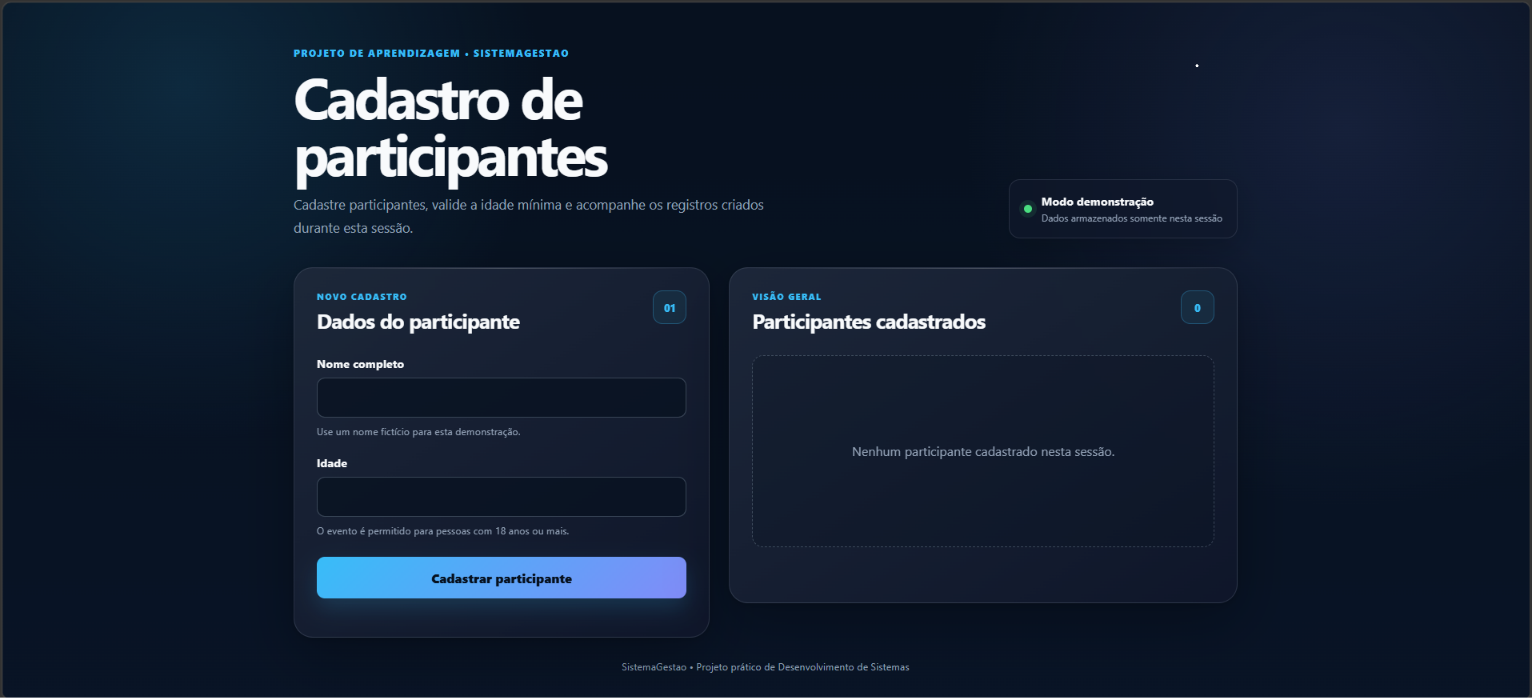 PROJETO DE APRENDIZAGEM • SISTEMAGESTAO
Cadastro de
participantes
Cadastre participantes, valide a idade mínima e acompanhe os registros criados
durante esta sessão.
Modo demonstração
Dados armazenados somente nesta sessão
NOVO CADASTRO
Dados do participante
01
Nome completo
Use um nome fictício para esta demonstração.
Idade
O evento é permitido para pessoas com 18 anos ou mais.
Cadastrar participante
VISÃO GERAL
Participantes cadastrados
0
Nenhum participante cadastrado nesta sessão.
SistemaGestao • Projeto prático de Desenvolvimento de Sistemas